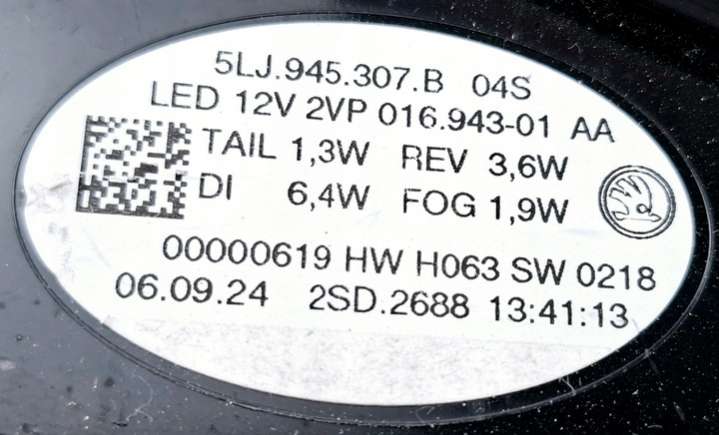 5LJ.945.307.B 04S
LED 12V 2VP 016.943-01 AA
TAIL 1,3W REV 3,6W
DI 6,4W FOG 1,9W
00000619 HW H063 SW 0218
06.09.24 2SD.2688 13:41:13